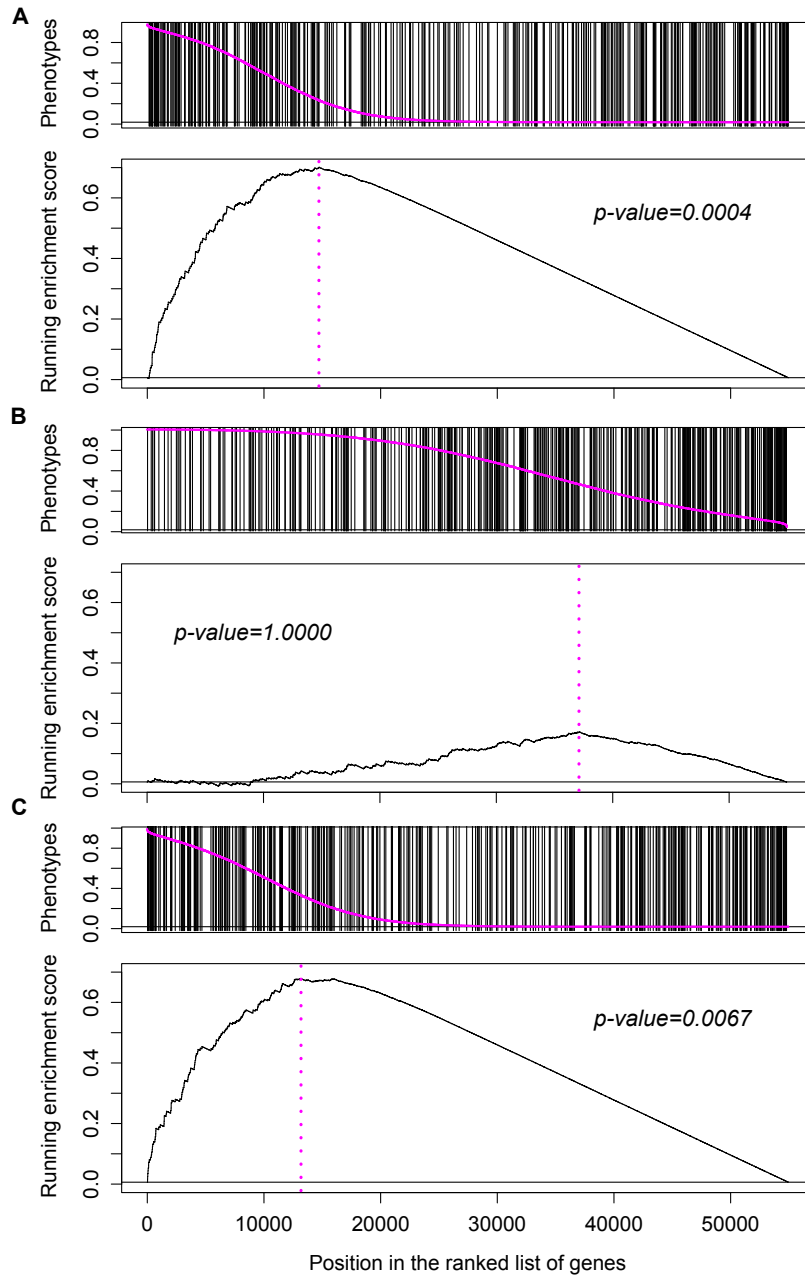 A
Phenotypes
0.8
0.4
0.0
Running enrichment score
0.6
0.4
0.2
0.0
p-value=0.0004
B
Phenotypes
0.8
0.4
0.0
Running enrichment score
0.6
0.4
0.2
0.0
p-value=1.0000
C
Phenotypes
0.8
0.4
0.0
Running enrichment score
0.6
0.4
0.2
0.0
p-value=0.0067
0 10000 20000 30000 40000 50000
Position in the ranked list of genes